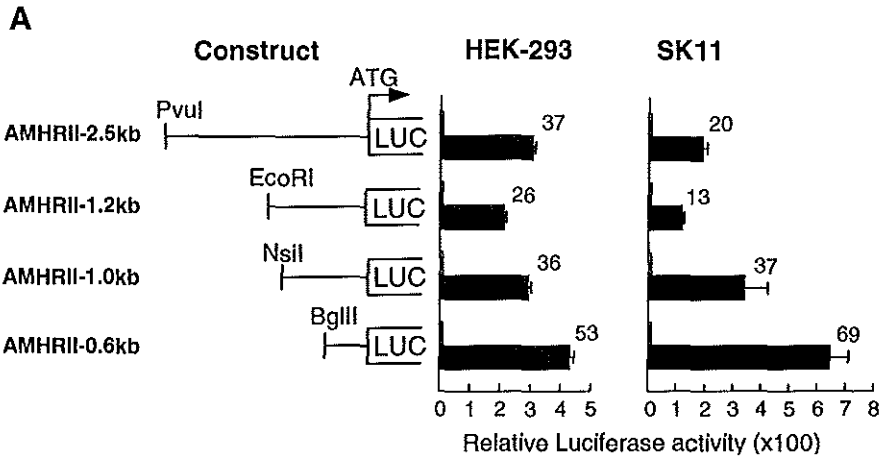 A
Construct HEK-293 SK11
ATG
PvuI
AMHRII-2.5kb LUC 37 20
EcoRI
AMHRII-1.2kb LUC 26 13
NsiI
AMHRII-1.0kb LUC 36 37
BglII
AMHRII-0.6kb LUC 53 69
0 1 2 3 4 5 0 1 2 3 4 5 6 7 8
Relative Luciferase activity (x100)